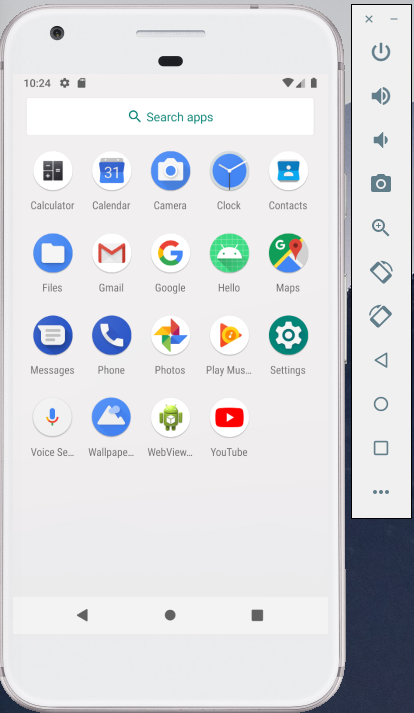 10:24
Search apps
31
Calculator
Calendar
Camera
Clock
Contacts
Files
Gmail
Google
Hello
Maps
Messages
Phone
Photos
Play Mus...
Settings
Voice Se...
Wallpape...
WebView...
YouTube